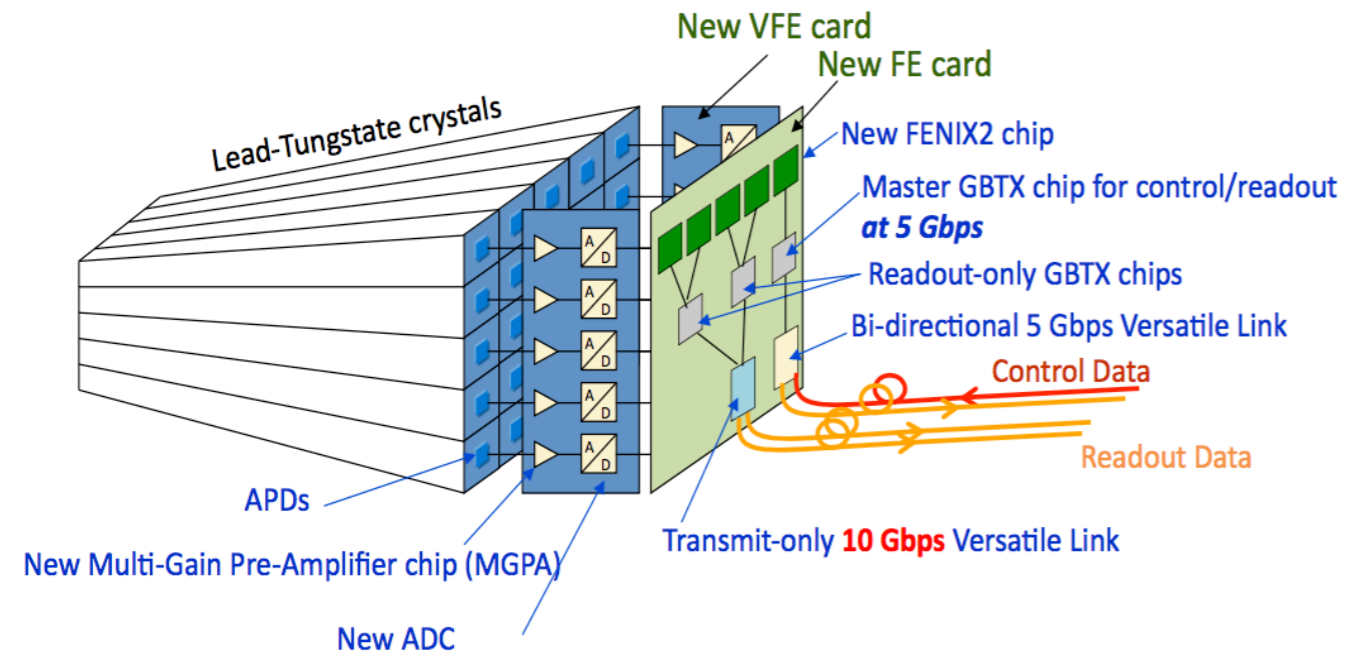 New VFE card
New FE card
Lead-Tungstate crystals
New FENIX2 chip
Master GBTX chip for control/readout
at 5 Gbps
Readout-only GBTX chips
Bi-directional 5 Gbps Versatile Link
Control Data
Readout Data
A
A
D
A
D
A
D
A
D
A
D
APDs
Transmit-only 10 Gbps Versatile Link
New Multi-Gain Pre-Amplifier chip (MGPA)
New ADC